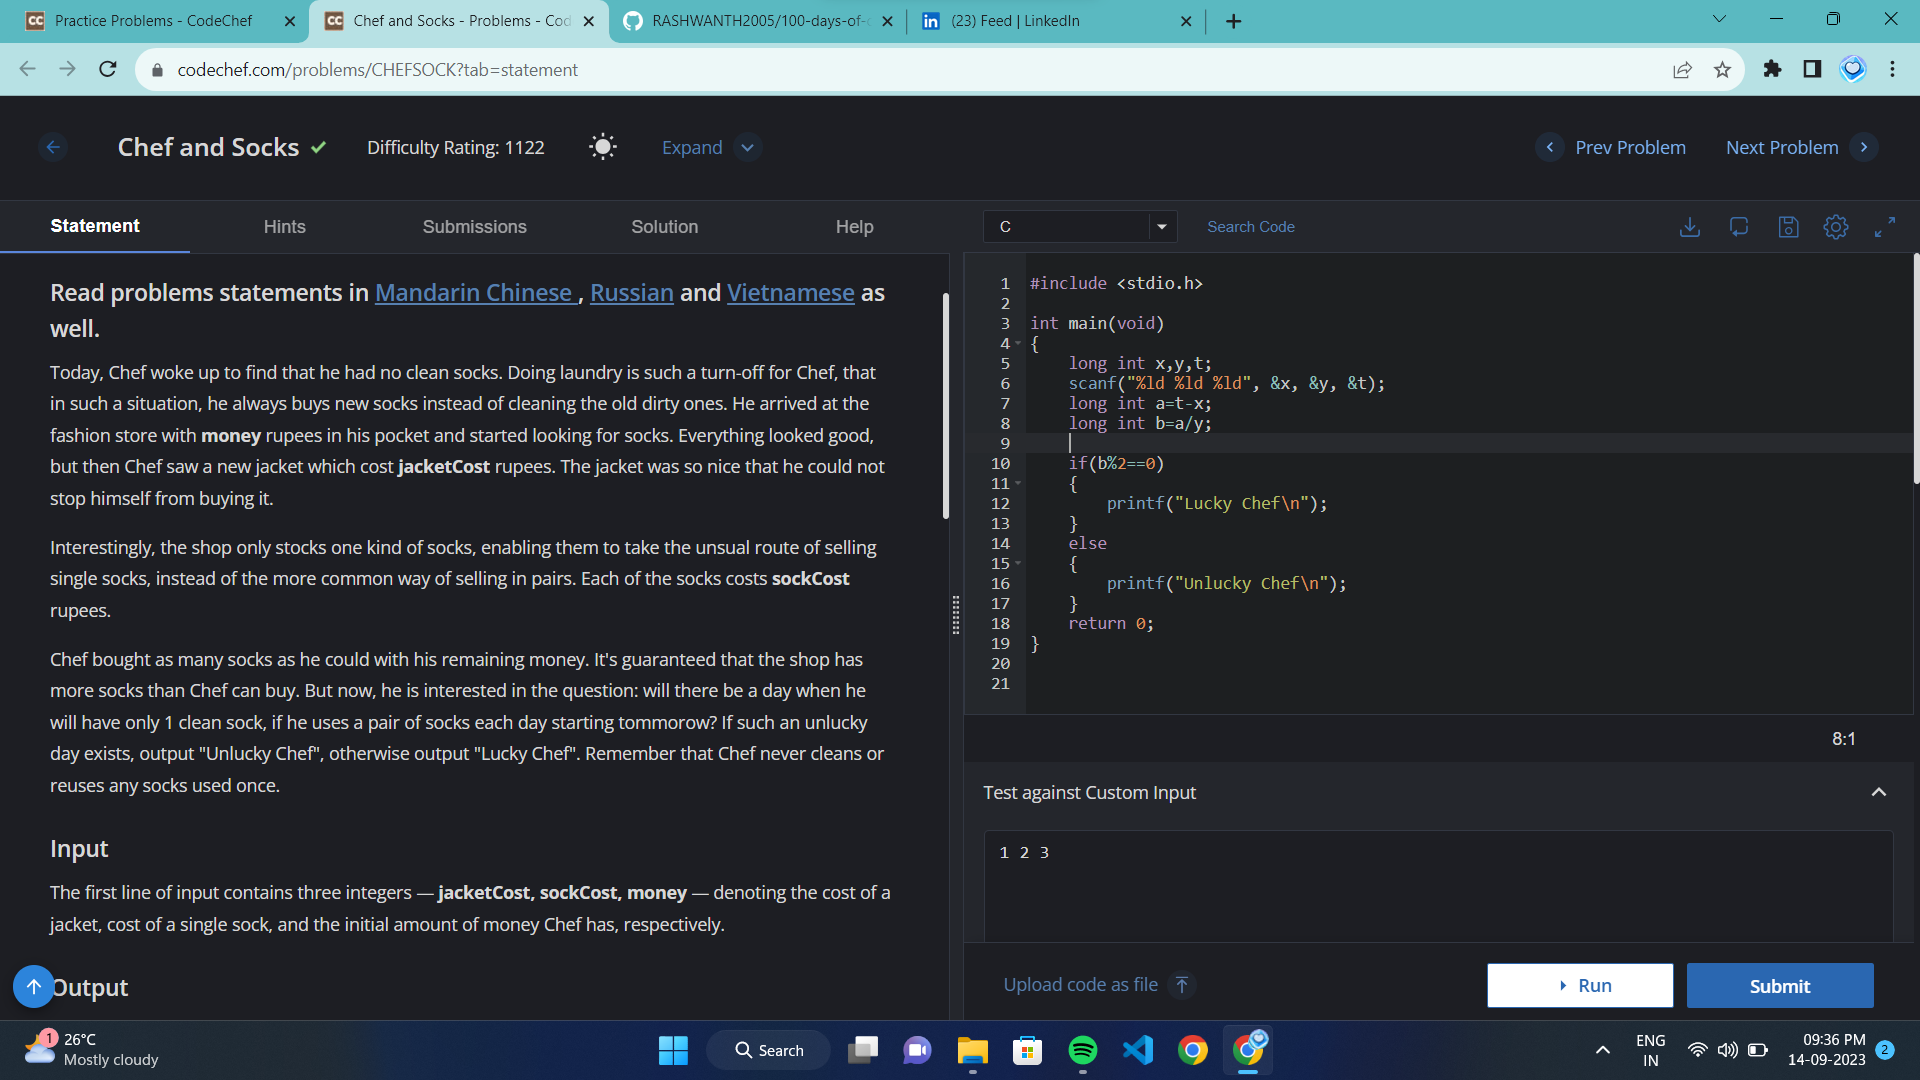 Practice Problems - CodeChef
Chef and Socks - Problems - Cod
RASHWANTH2005/100-days-of-c
(23) Feed | LinkedIn
codechef.com/problems/CHEFSOCK?tab=statement
Chef and Socks
Difficulty Rating: 1122
Expand
Prev Problem
Next Problem
Statement
Hints
Submissions
Solution
Help
Read problems statements in Mandarin Chinese , Russian and Vietnamese as
well.
Today, Chef woke up to find that he had no clean socks. Doing laundry is such a turn-off for Chef, that
in such a situation, he always buys new socks instead of cleaning the old dirty ones. He arrived at the
fashion store with money rupees in his pocket and started looking for socks. Everything looked good,
but then Chef saw a new jacket which cost jacketCost rupees. The jacket was so nice that he could not
stop himself from buying it.
Interestingly, the shop only stocks one kind of socks, enabling them to take the unsual route of selling
single socks, instead of the more common way of selling in pairs. Each of the socks costs sockCost
rupees.
Chef bought as many socks as he could with his remaining money. It's guaranteed that the shop has
more socks than Chef can buy. But now, he is interested in the question: will there be a day when he
will have only 1 clean sock, if he uses a pair of socks each day starting tommorow? If such an unlucky
day exists, output "Unlucky Chef", otherwise output "Lucky Chef". Remember that Chef never cleans or
reuses any socks used once.
Input
The first line of input contains three integers — jacketCost, sockCost, money — denoting the cost of a
jacket, cost of a single sock, and the initial amount of money Chef has, respectively.
Output
C
Search Code
1 #include <stdio.h>
2
3 int main(void)
4 {
5 long int x,y,t;
6 scanf("%ld %ld %ld", &x, &y, &t);
7 long int a=t-x;
8 long int b=a/y;
9
10 if(b%2==0)
11 {
12 printf("Lucky Chef\n");
13 }
14 else
15 {
16 printf("Unlucky Chef\n");
17 }
18 return 0;
19 }
20
21
8:1
Test against Custom Input
1 2 3
Upload code as file
Run
Submit
1
26°C
Mostly cloudy
Search
ENG
IN
09:36 PM
14-09-2023
2